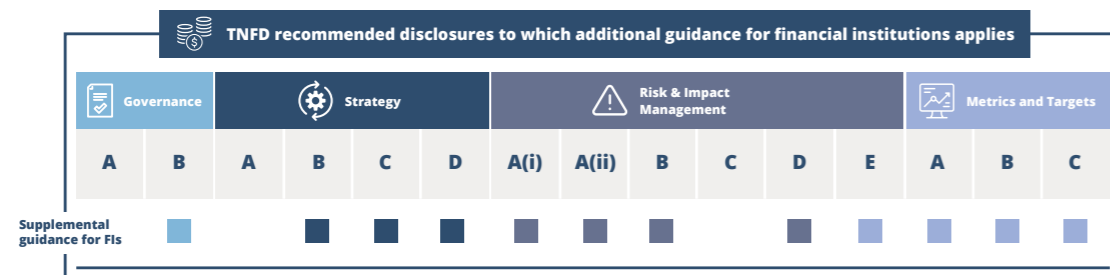 TNFD recommended disclosures to which additional guidance for financial institutions applies
Governance
Strategy
Risk & Impact
Management
Metrics and Targets
A B A B C D A(i) A(ii) B C D E A B C
Supplemental
guidance for FIs